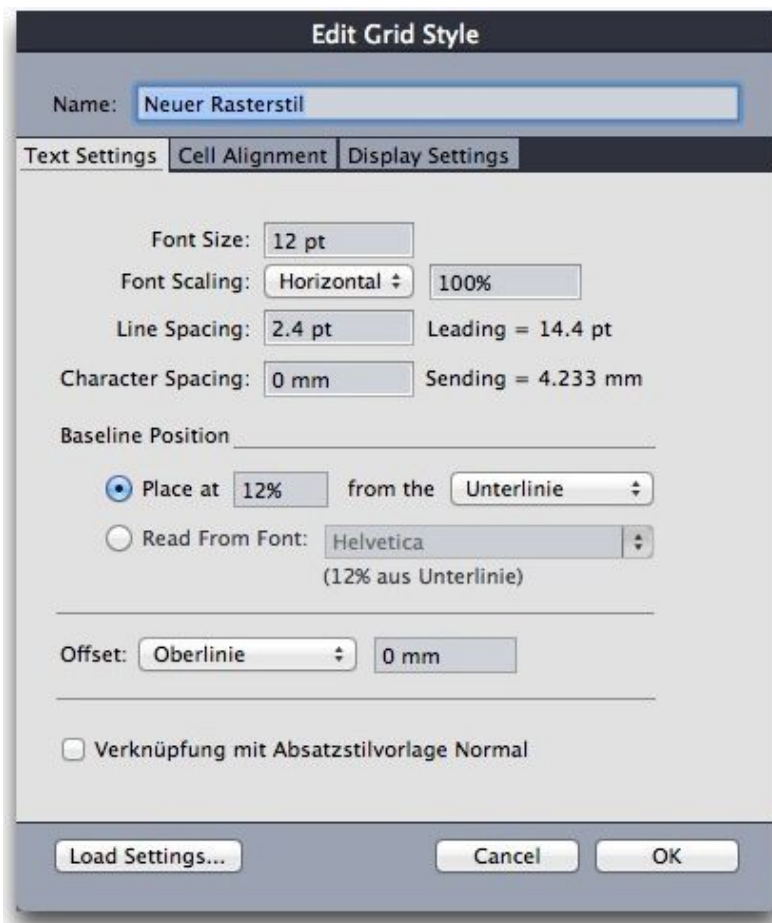 Edit Grid Style
Name: Neuer Rasterstil
Text Settings Cell Alignment Display Settings
Font Size: 12 pt
Font Scaling: Horizontal 100%
Line Spacing: 2.4 pt Leading = 14.4 pt
Character Spacing: 0 mm Sending = 4.233 mm
Baseline Position
Place at 12% from the Unterlinie
Read From Font: Helvetica
(12% aus Unterlinie)
Offset: Oberlinie 0 mm
Verknüpfung mit Absatzstilvorlage Normal
Load Settings... Cancel OK